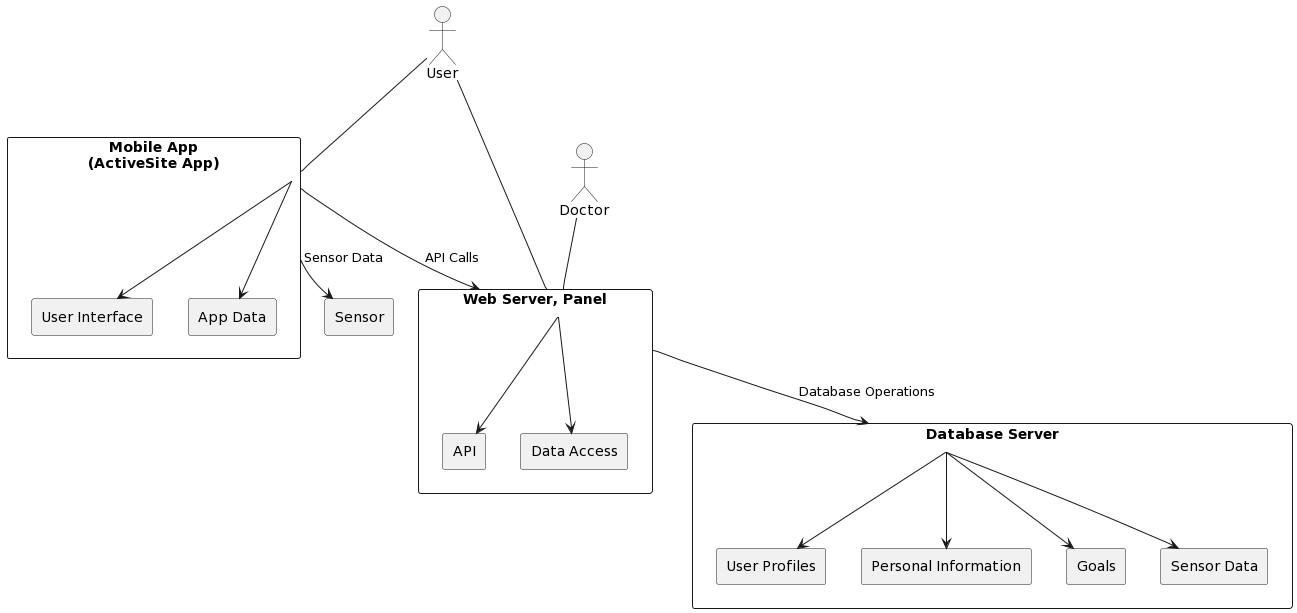 User
Mobile App
(ActiveSite App)
Doctor
Sensor Data
API Calls
User Interface
App Data
Sensor
Web Server, Panel
Database Operations
API
Data Access
Database Server
User Profiles
Personal Information
Goals
Sensor Data